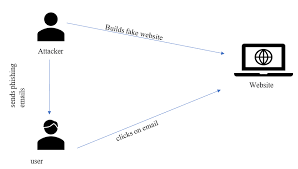 Builds fake website
Attacker
Website
sends phishing
emails
clicks on email
user